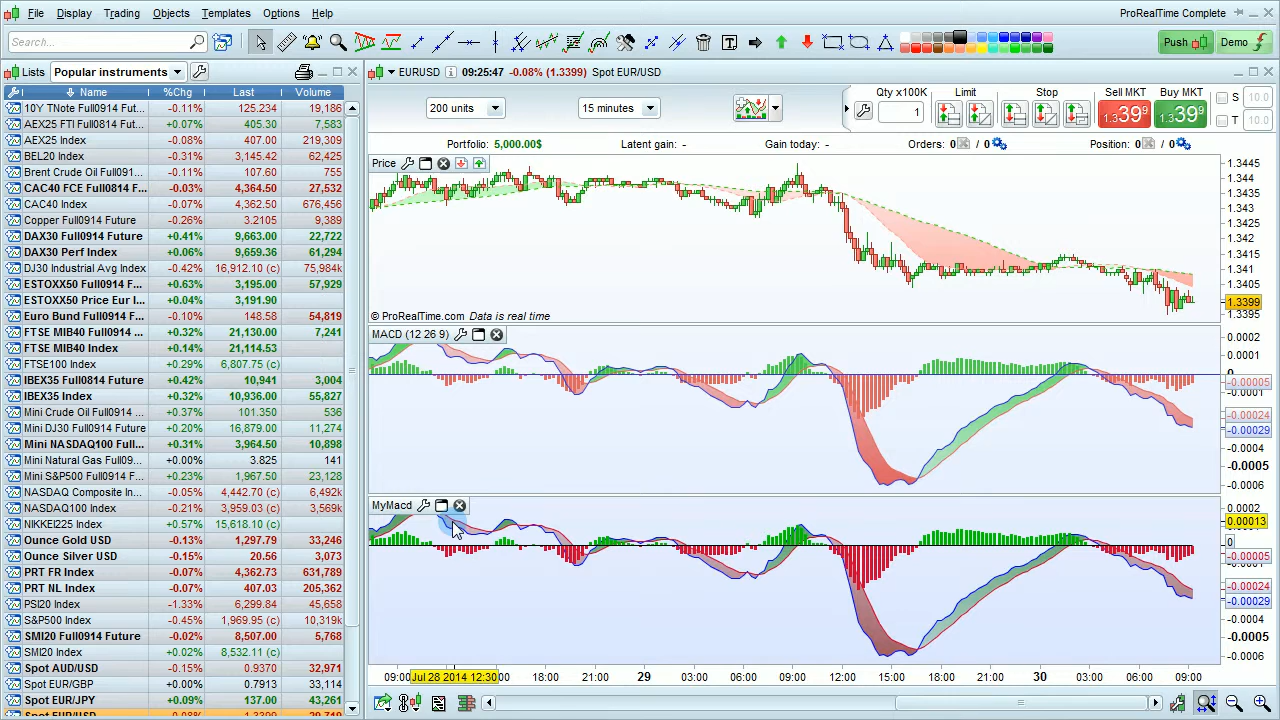 File Display Trading Objects Templates Options Help ProRealTime Complete
Search... Push Demo
Lists Popular instruments EURUSD 09:25:47 -0.08% (1.3399) Spot EUR/USD
Name %Chg Last Volume
200 units 15 minutes Qty x100K 1 Limit Stop Sell MKT 1.399 Buy MKT 1.399 S 10.0
T 10.0
Portfolio: 5,000.00$ Latent gain: - Gain today: - Orders: 0 / 0 Position: 0 / 0
10Y TNote Full0914 Fut... -0.11% 125.234 19,186
AEX25 FTI Full0814 Fut... +0.07% 405.30 7,583
AEX25 Index -0.08% 407.00 219,309
BEL20 Index -0.31% 3,145.42 62,425
Brent Crude Oil Full091... -0.11% 107.60 755
CAC40 FCE Full0814 F... -0.03% 4,364.50 27,532
CAC40 Index -0.07% 4,362.50 676,456
Copper Full0914 Future -0.26% 3.2105 9,389
DAX30 Full0914 Future +0.41% 9,663.00 22,722
DAX30 Perf Index +0.06% 9,659.36 61,294
DJ30 Industrial Avg Index -0.42% 16,912.10 (c) 75,984k
ESTOXX50 Full0914 F... +0.63% 3,195.00 57,929
ESTOXX50 Price Eur I... +0.04% 3,191.90
Euro Bund Full0914 F... -0.10% 148.58 54,819
FTSE MIB40 Full0914 ... +0.32% 21,130.00 7,241
FTSE MIB40 Index +0.14% 21,114.53
FTSE100 Index +0.29% 6,807.75 (c)
IBEX35 Full0814 Future +0.42% 10,941 3,004
IBEX35 Index +0.32% 10,936.00 55,827
Mini Crude Oil Full0914... +0.37% 101.350 536
Mini DJ30 Full0914 Future +0.20% 16,879.00 11,274
Mini NASDAQ100 Full... +0.31% 3,964.50 10,898
Mini Natural Gas Full09... +0.00% 3.825 141
Mini S&P500 Full0914 F... +0.23% 1,967.50 23,128
NASDAQ Composite In... -0.05% 4,442.70 (c) 6,492k
NASDAQ100 Index -0.21% 3,959.03 (c) 3,569k
NIKKEI225 Index +0.57% 15,618.10 (c)
Ounce Gold USD -0.13% 1,297.79 33,246
Ounce Silver USD -0.15% 20.56 3,073
PRT FR Index -0.07% 4,362.73 631,789
PRT NL Index -0.07% 407.03 205,362
PSI20 Index -1.33% 6,299.84 45,658
S&P500 Index -0.45% 1,969.95 (c) 10,319k
SMI20 Full0914 Future -0.02% 8,507.00 5,768
SMI20 Index +0.02% 8,532.11 (c)
Spot AUD/USD -0.15% 0.9370 32,971
Spot EUR/GBP +0.00% 0.7913 33,114
Spot EUR/JPY +0.09% 137.00 43,261
Spot EUR/USD -0.08% 1.3399 29,719
Price
1.3445
1.344
1.3435
1.343
1.3425
1.342
1.3415
1.341
1.3405
1.3399
1.3395
© ProRealTime.com Data is real time
MACD (12 26 9)
0.0002
0.0001
0
-0.00005
-0.0001
-0.00024
-0.00029
-0.0004
-0.0005
-0.0006
MyMacd
0.0002
0.00013
0
-0.00005
-0.00024
-0.00029
-0.0004
-0.0005
-0.0006
09:00 Jul 28 2014 12:30 18:00 21:00 29 03:00 06:00 09:00 12:00 15:00 18:00 21:00 30 03:00 06:00 09:00